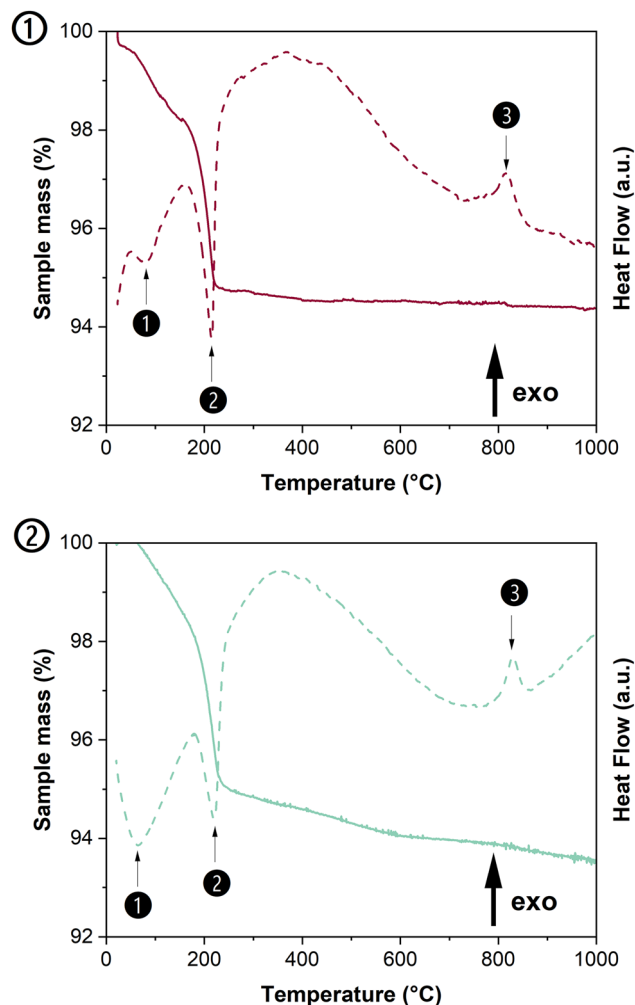 ①
100
98
96
94
92
Sample mass (%)
Heat Flow (a.u.)
❶
❷
❸
exo
0 200 400 600 800 1000
Temperature (°C)
②
100
98
96
94
92
Sample mass (%)
Heat Flow (a.u.)
❶
❷
❸
exo
0 200 400 600 800 1000
Temperature (°C)